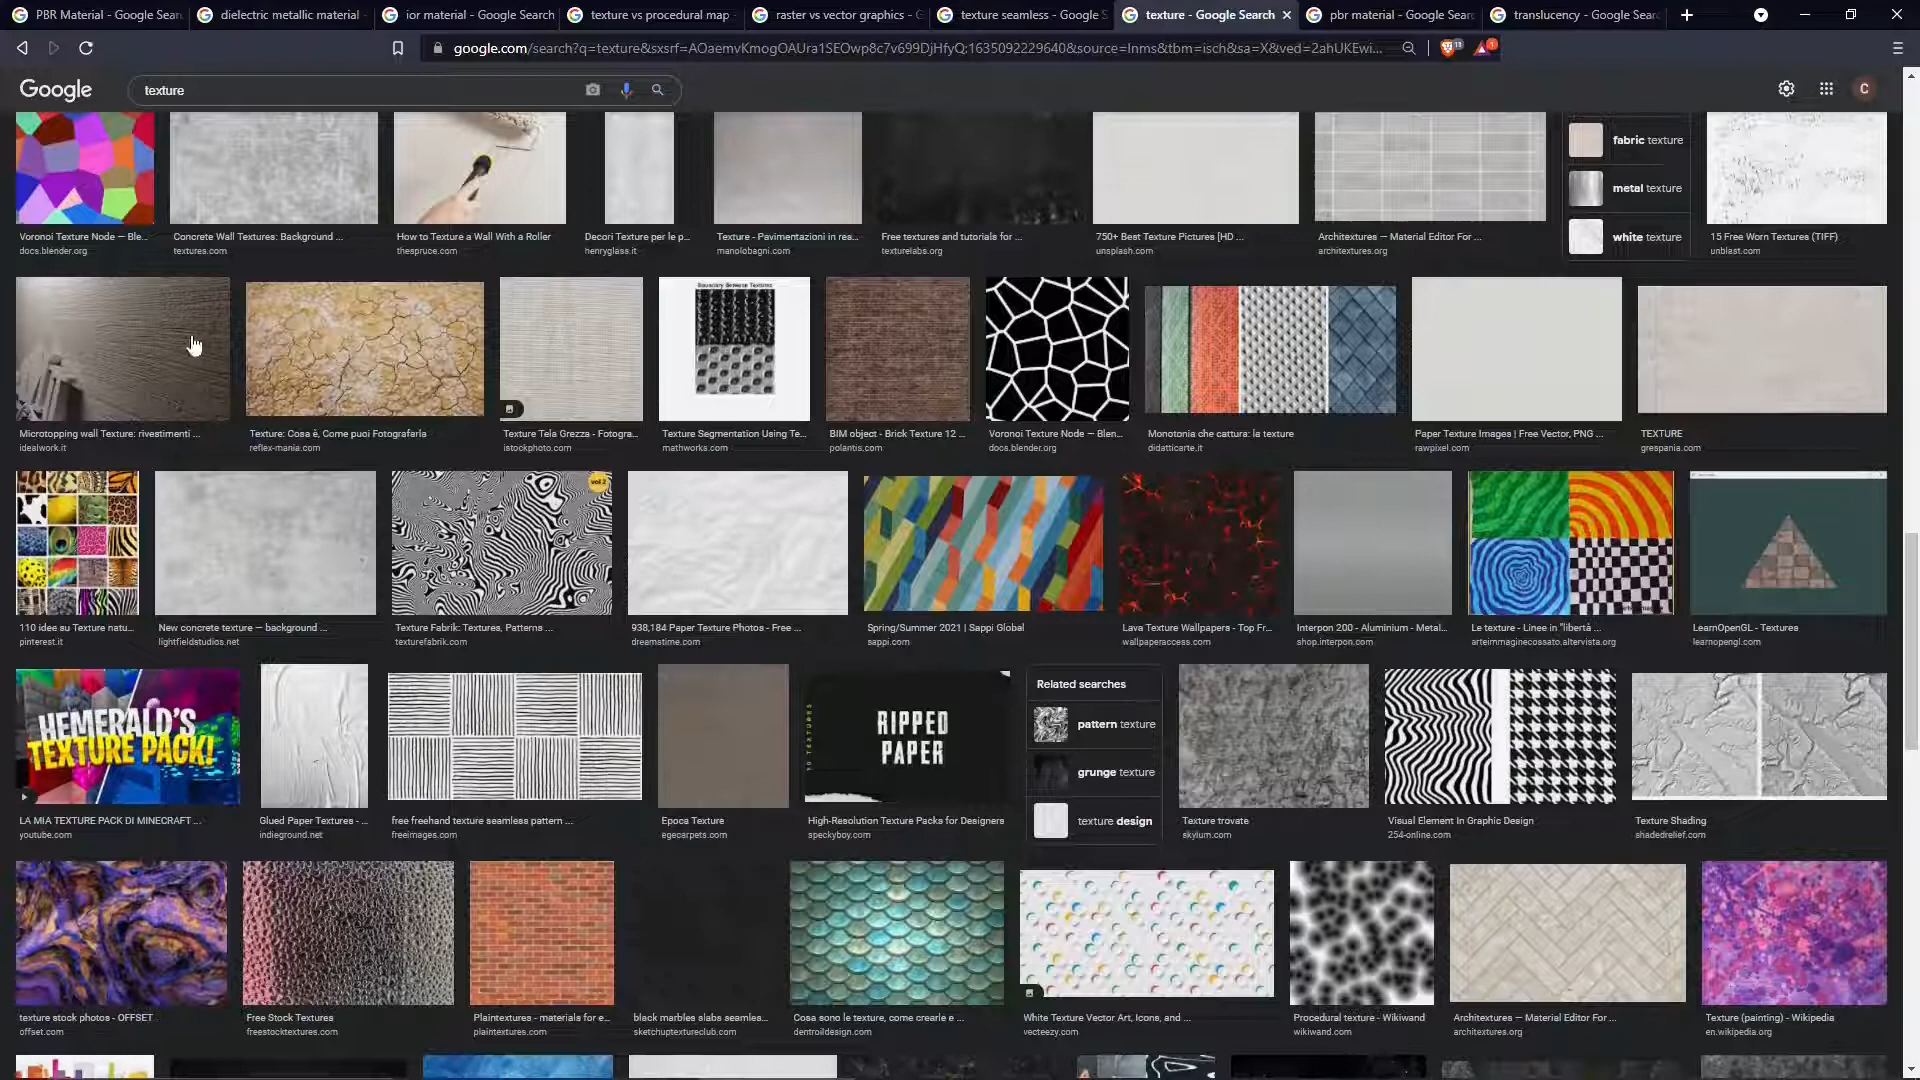 PBR Material - Google Sear
dielectric metallic material
ior material - Google Search
texture vs procedural map
raster vs vector graphics - G
texture seamless - Google S
texture - Google Search
pbr material - Google Searc
translucency - Google Searc
google.com/search?q=texture&sxsrf=AOaemvKmogOAUra1SEOwp8c7v699DjHfyQ:1635092229640&source=lnms&tbm=isch&sa=X&ved=2ahUKEwi...
Google
texture
C
Voronoi Texture Node — Ble...
docs.blender.org
Concrete Wall Textures: Background ...
textures.com
How to Texture a Wall With a Roller
thespruce.com
Decori Texture per le p...
henryglass.it
Texture - Pavimentazioni in res...
manolobagni.com
Free textures and tutorials for ...
texturelabs.org
750+ Best Texture Pictures [HD ...
unsplash.com
Architextures — Material Editor For ...
architextures.org
fabric texture
metal texture
white texture
15 Free Worn Textures (TIFF)
unblast.com
Microtopping wall Texture: rivestimenti ...
idealwork.it
Texture: Cosa è, Come puoi Fotografarla
reflex-mania.com
Texture Tela Grezza - Fotogra...
istockphoto.com
Boundary Between Textures
Texture Segmentation Using Te...
mathworks.com
BIM object - Brick Texture 12 ...
polantis.com
Voronoi Texture Node — Blen...
docs.blender.org
Monotonia che cattura: la texture
didatticarte.it
Paper Texture Images | Free Vector, PNG ...
rawpixel.com
TEXTURE
grespania.com
110 idee su Texture natu...
pinterest.it
New concrete texture — background ...
lightfieldstudios.net
vol 2
Texture Fabrik: Textures, Patterns ...
texturefabrik.com
938,184 Paper Texture Photos - Free ...
dreamstime.com
Spring/Summer 2021 | Sappi Global
sappi.com
Lava Texture Wallpapers - Top Fr...
wallpaperaccess.com
Interpon 200 - Aluminium - Metal...
shop.interpon.com
Le texture - Linee in "libertà ...
arteimmaginecossato.altervista.org
LearnOpenGL - Textures
learnopengl.com
HEMERALD'S
TEXTURE PACK!
LA MIA TEXTURE PACK DI MINECRAFT ...
youtube.com
Glued Paper Textures - ...
indieground.net
free freehand texture seamless pattern ...
freeimages.com
Epoca Texture
egecarpets.com
10 TEXTURES
RIPPED
PAPER
High-Resolution Texture Packs for Designers
speckyboy.com
Related searches
pattern texture
grunge texture
texture design
Texture trovate
skylum.com
Visual Element In Graphic Design
254-online.com
Texture Shading
shadedrelief.com
texture stock photos - OFFSET
offset.com
Free Stock Textures
freestocktextures.com
Plaintextures - materials for e...
plaintextures.com
black marbles slabs seamles...
sketchuptextureclub.com
Cosa sono le texture, come crearle e ...
dentroildesign.com
White Texture Vector Art, Icons, and ...
vecteezy.com
Procedural texture - Wikiwand
wikiwand.com
Architextures — Material Editor For ...
architextures.org
Texture (painting) - Wikipedia
en.wikipedia.org